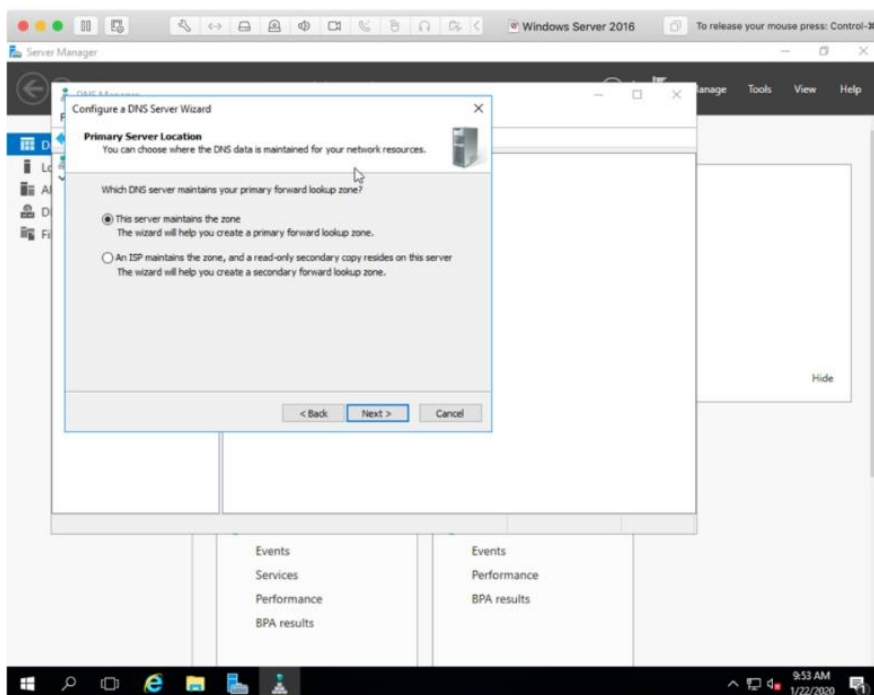 Windows Server 2016
To release your mouse press: Control-⌘
Server Manager
Manage Tools View Help
DNS Manager
Configure a DNS Server Wizard
Primary Server Location
You can choose where the DNS data is maintained for your network resources.
Which DNS server maintains your primary forward lookup zone?
This server maintains the zone
The wizard will help you create a primary forward lookup zone.
An ISP maintains the zone, and a read-only secondary copy resides on this server
The wizard will help you create a secondary forward lookup zone.
D
Lo
Al
D
Fi
Hide
< Back Next > Cancel
Events
Services
Performance
BPA results
Events
Performance
BPA results
9:53 AM
1/22/2020